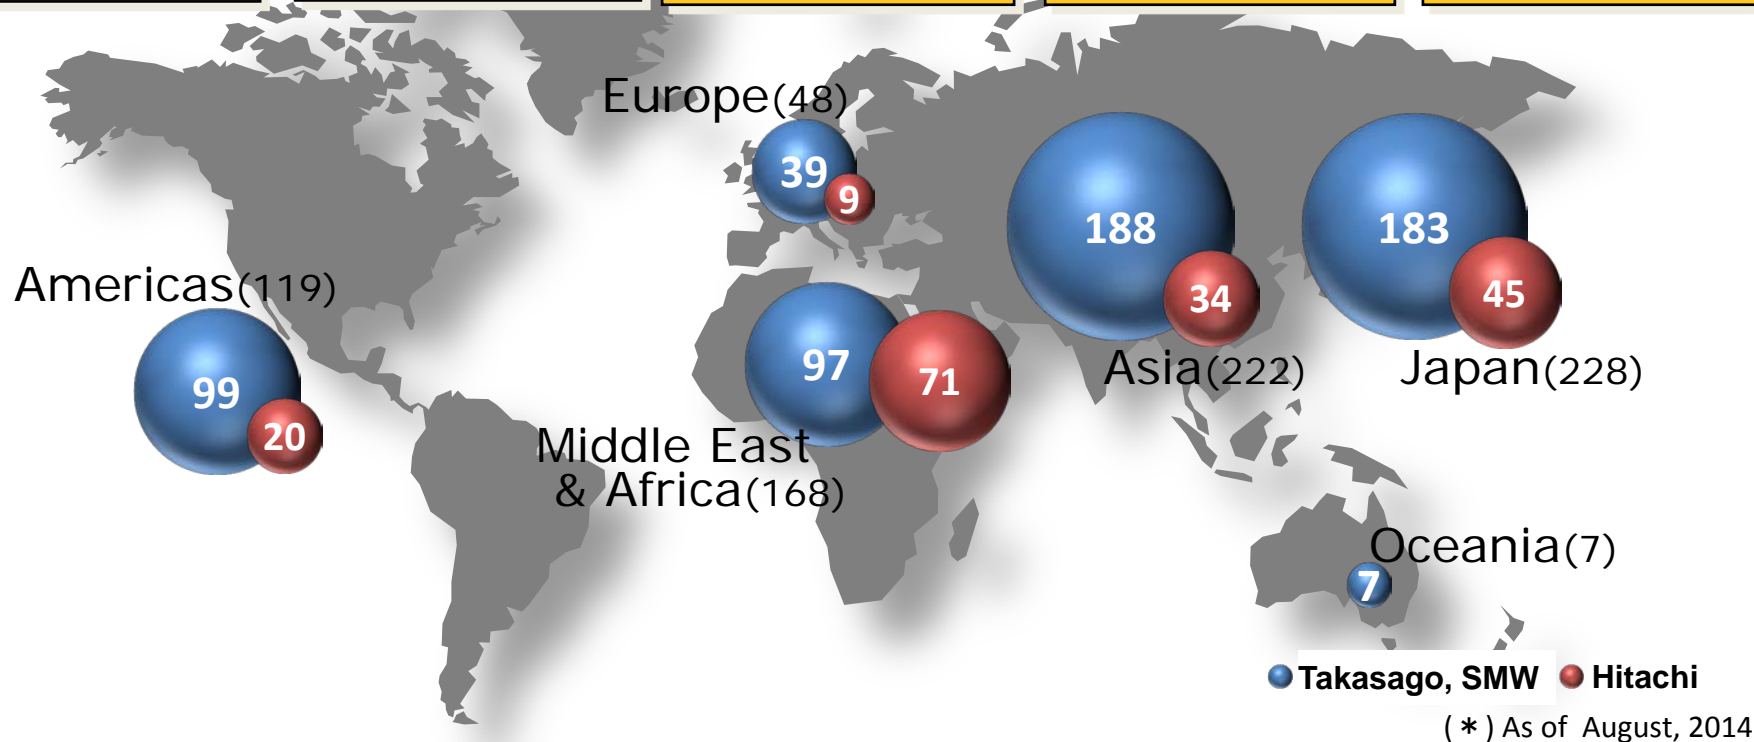 Europe(48)
39
9
188
34
183
45
Americas(119)
99
20
97
71
Asia(222)
Japan(228)
Middle East
& Africa(168)
Oceania(7)
7
Takasago, SMW
Hitachi
(*) As of August, 2014